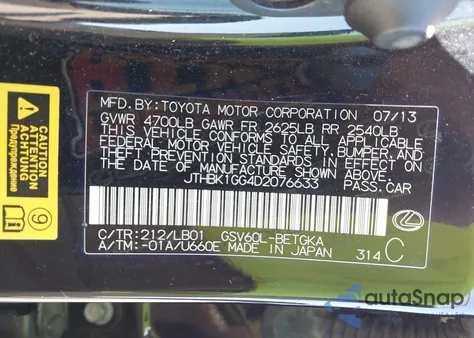 MFD. BY: TOYOTA MOTOR CORPORATION 07/13
GVWR 4700LB GAWR FR 2625LB RR 2540LB
THIS VEHICLE CONFORMS TO ALL APPLICABLE
FEDERAL MOTOR VEHICLE SAFETY, BUMPER, AND
THEFT PREVENTION STANDARDS IN EFFECT ON
THE DATE OF MANUFACTURE SHOWN ABOVE.
JTHBK1GG4D2076633 PASS. CAR
C/TR: 212/LB01 GSV60L-BETGKA
A/TM: -01A/U660E MADE IN JAPAN 314 C
CAUTION
ATTENTION
ACHTUNG
9
autoSnap